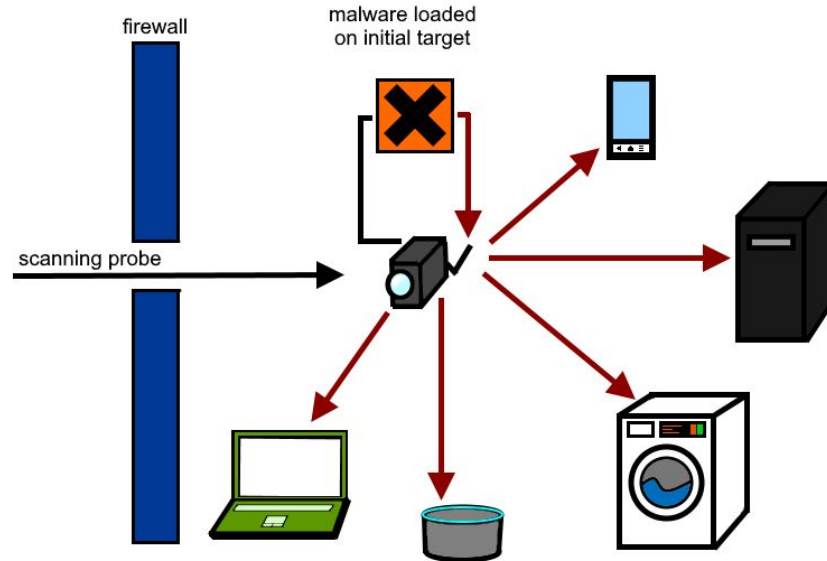 firewall
malware loaded
on initial target
scanning probe